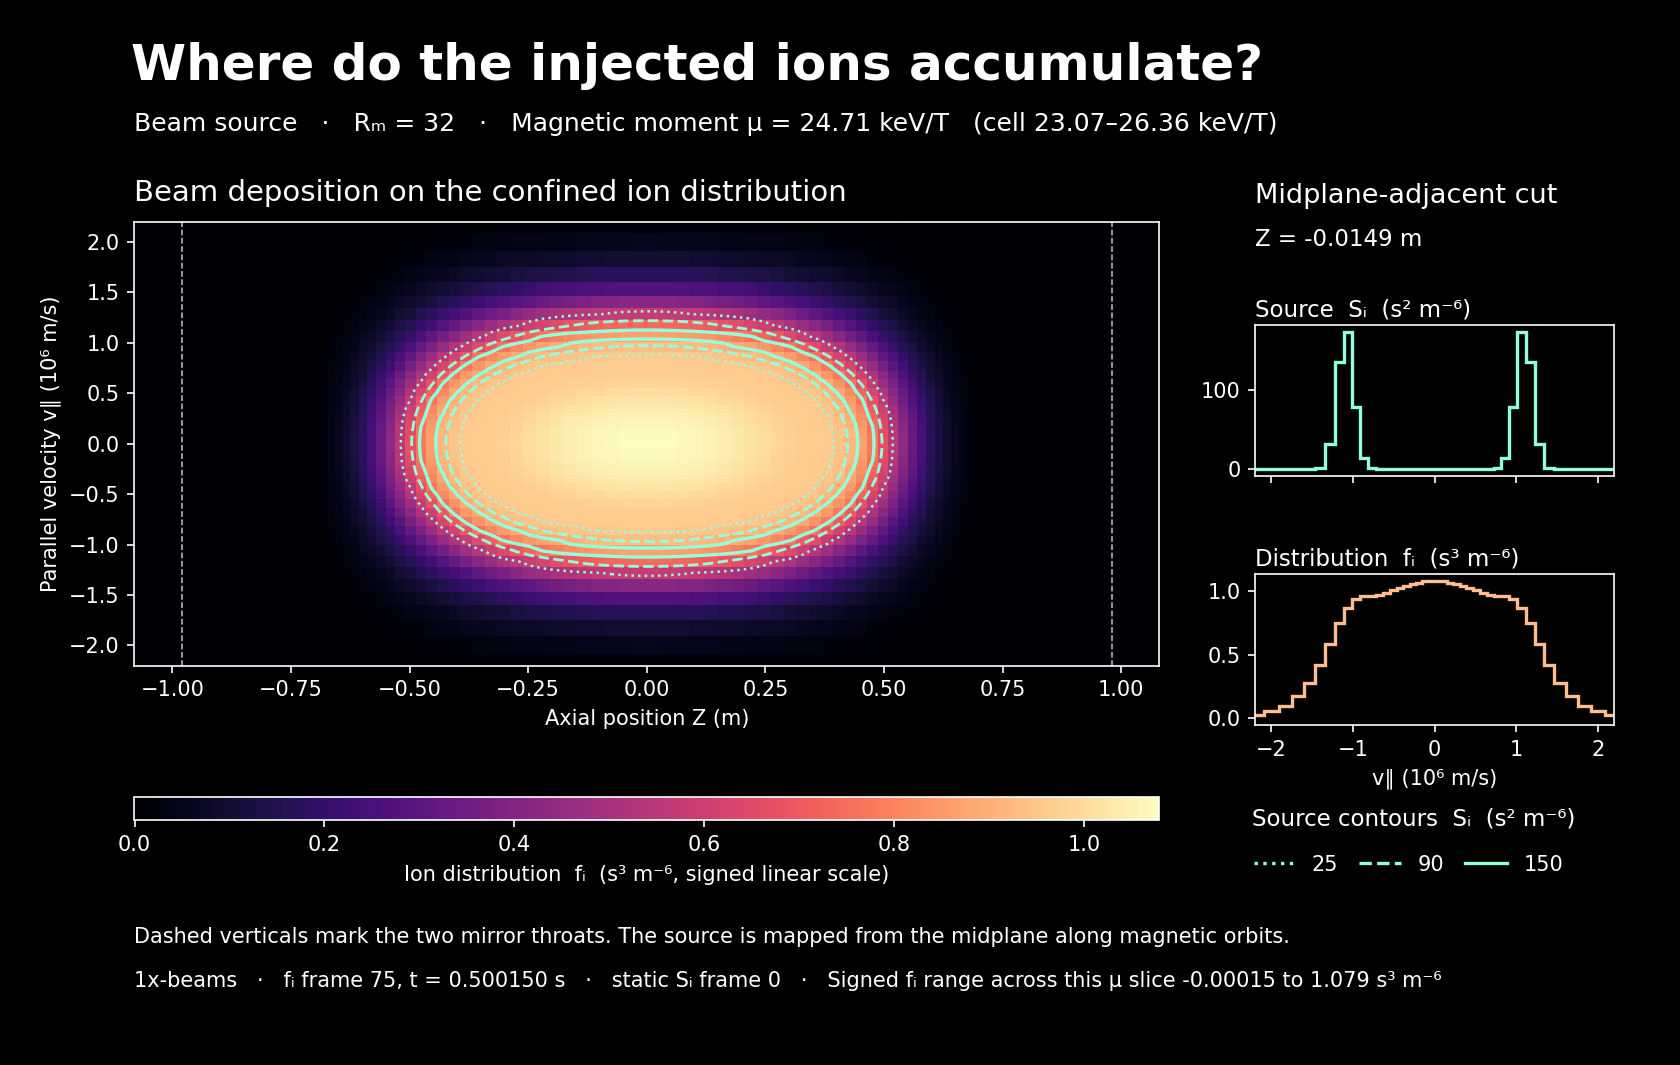 Where do the injected ions accumulate?
Beam source · Rₘ = 32 · Magnetic moment μ = 24.71 keV/T (cell 23.07–26.36 keV/T)
Beam deposition on the confined ion distribution
2.0
1.5
1.0
0.5
0.0
−0.5
−1.0
−1.5
−2.0
Parallel velocity v∥ (10⁶ m/s)
−1.00 −0.75 −0.50 −0.25 0.00 0.25 0.50 0.75 1.00
Axial position Z (m)
0.0 0.2 0.4 0.6 0.8 1.0
Ion distribution fᵢ (s³ m⁻⁶, signed linear scale)
Midplane-adjacent cut
Z = -0.0149 m
Source Sᵢ (s² m⁻⁶)
100
0
Distribution fᵢ (s³ m⁻⁶)
1.0
0.5
0.0
−2 −1 0 1 2
v∥ (10⁶ m/s)
Source contours Sᵢ (s² m⁻⁶)
25 90 150
Dashed verticals mark the two mirror throats. The source is mapped from the midplane along magnetic orbits.
1x-beams · fᵢ frame 75, t = 0.500150 s · static Sᵢ frame 0 · Signed fᵢ range across this μ slice -0.00015 to 1.079 s³ m⁻⁶